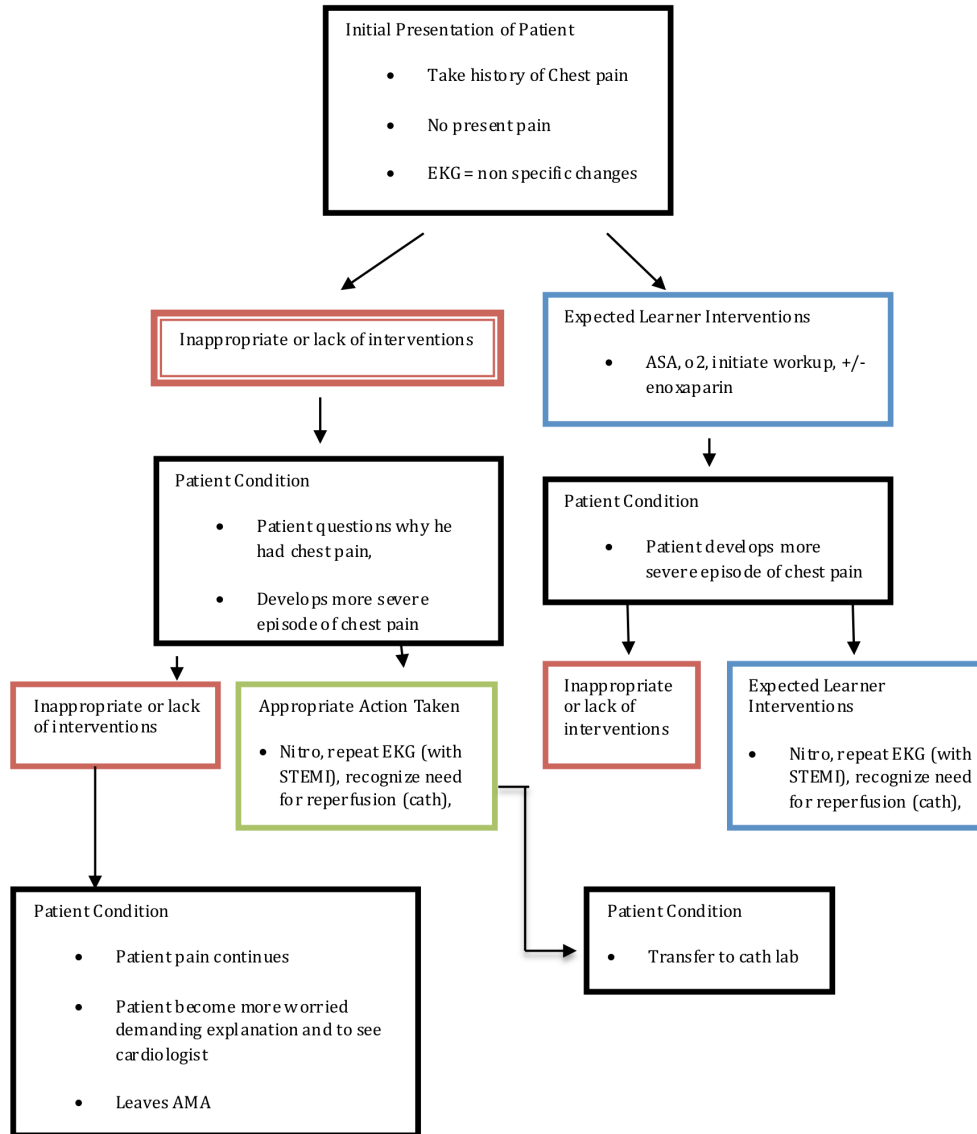 Initial Presentation of Patient
• Take history of Chest pain
• No present pain
• EKG = non specific changes
Inappropriate or lack of interventions
Expected Learner Interventions
• ASA, o2, initiate workup, +/-
enoxaparin
Patient Condition
• Patient questions why he
had chest pain,
• Develops more severe
episode of chest pain
Patient Condition
• Patient develops more
severe episode of chest pain
Inappropriate or lack
of interventions
Appropriate Action Taken
• Nitro, repeat EKG (with
STEMI), recognize need
for reperfusion (cath),
Inappropriate
or lack of
interventions
Expected Learner
Interventions
• Nitro, repeat EKG (with
STEMI), recognize need
for reperfusion (cath),
Patient Condition
• Patient pain continues
• Patient become more worried
demanding explanation and to see
cardiologist
• Leaves AMA
Patient Condition
• Transfer to cath lab